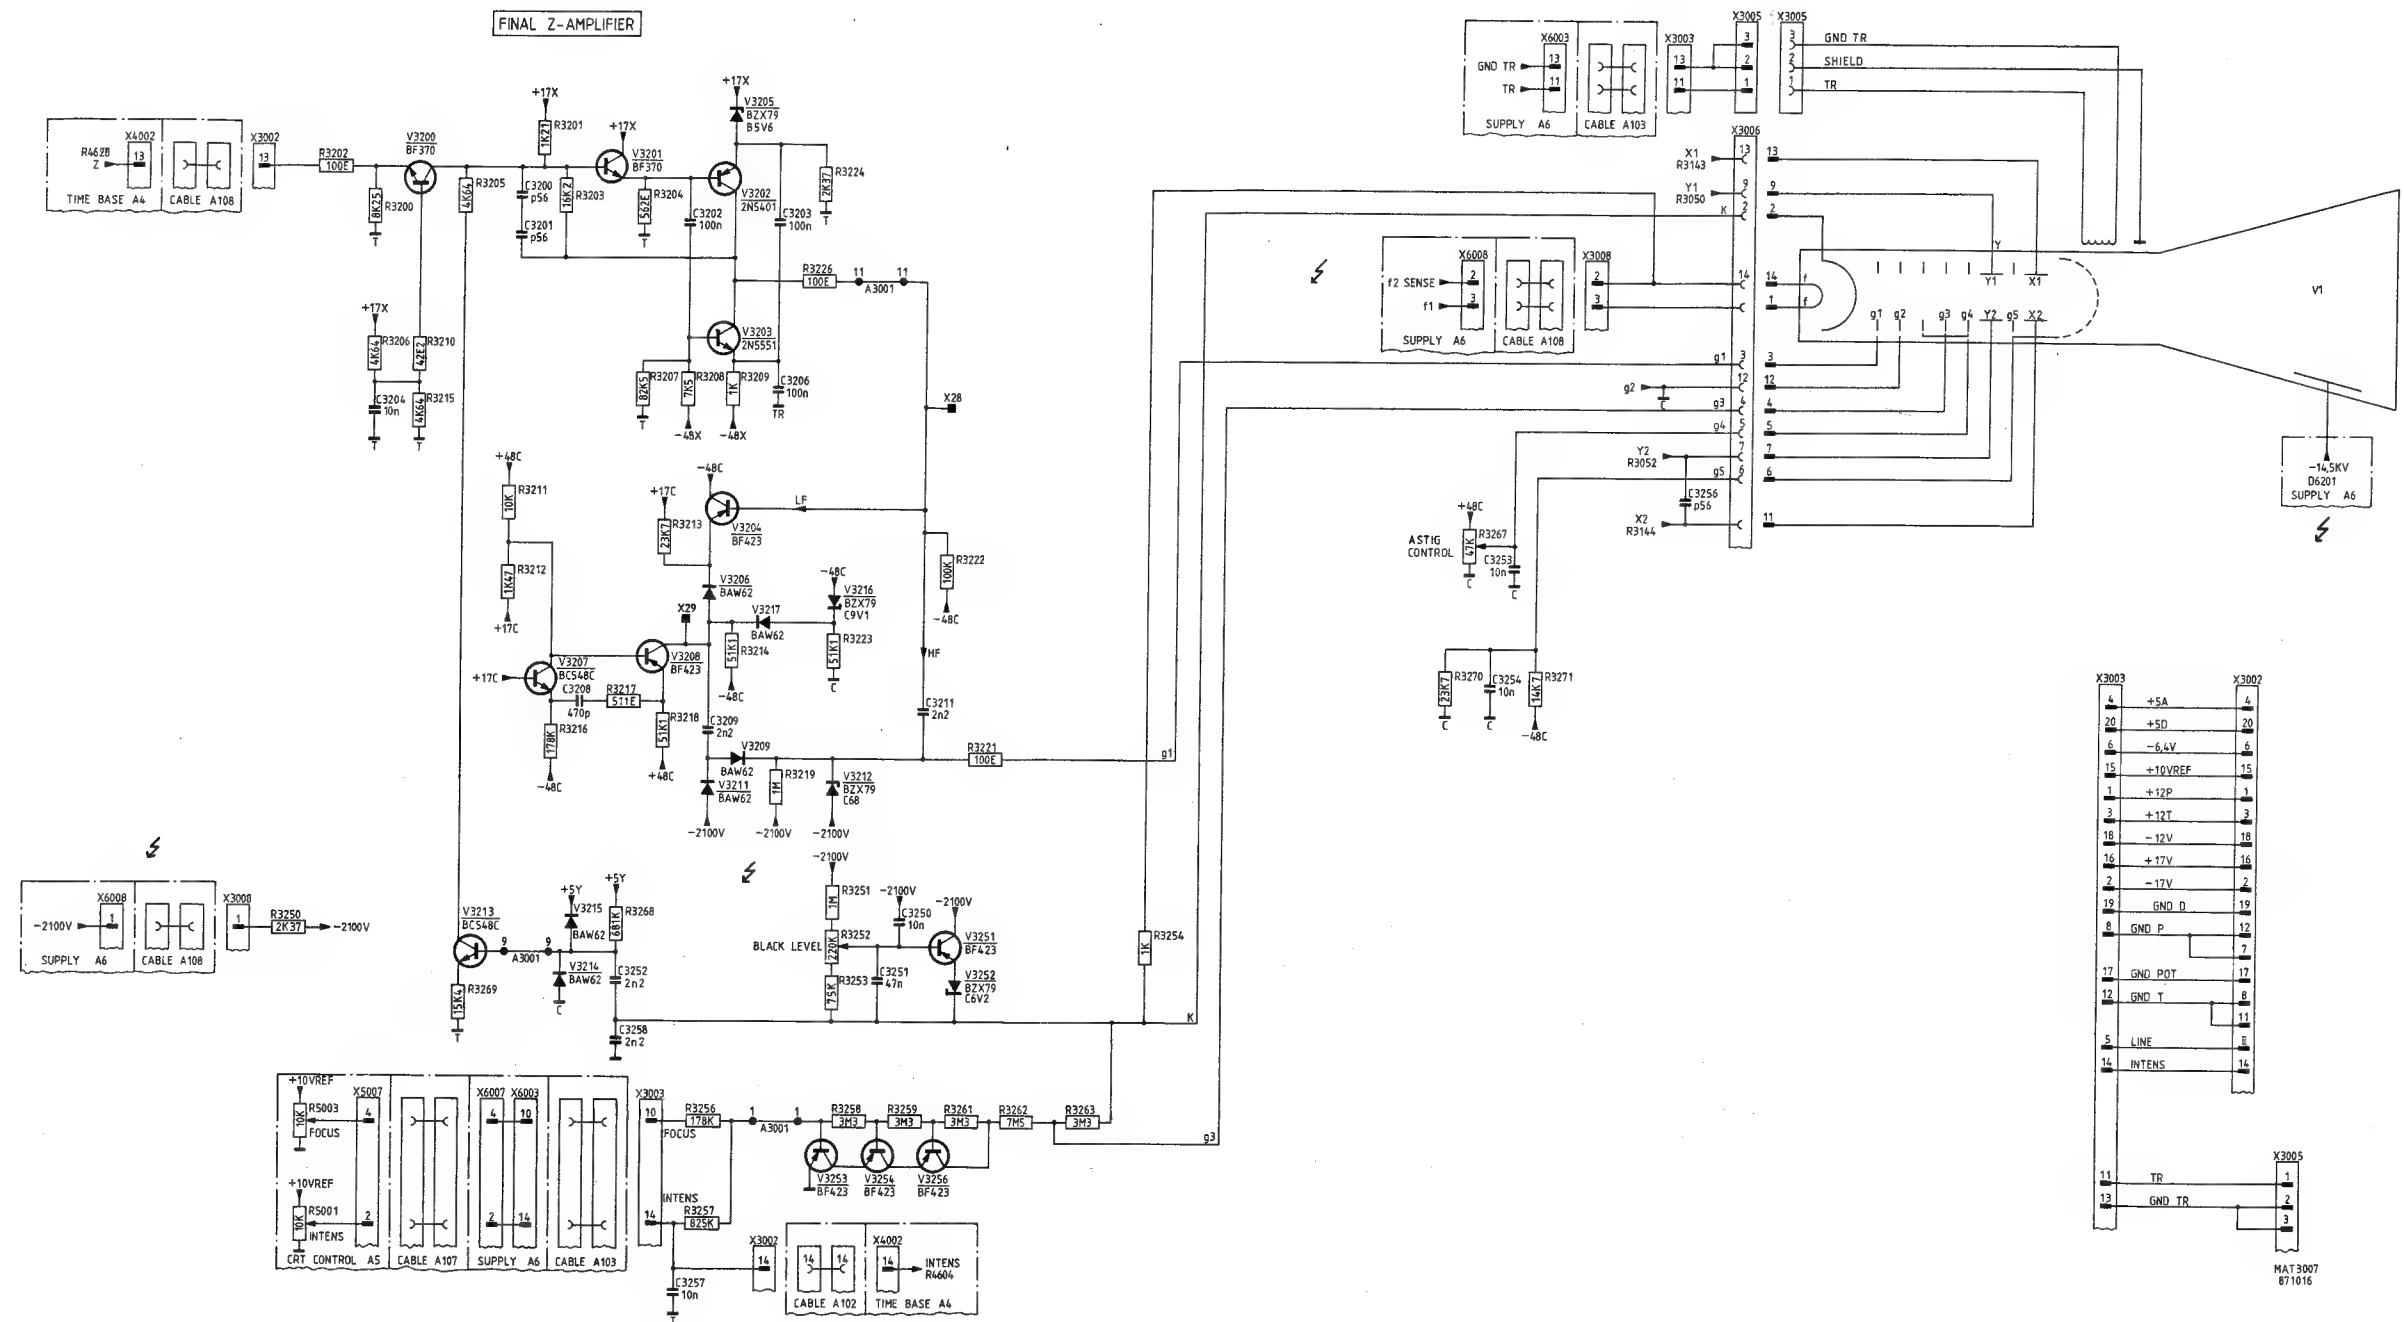 FINAL Z-AMPLIFIER
R4628
Z
X4002
13
TIME BASE A4
CABLE A108
X3002
13
R3202
100E
R3200
8K25
T
V3200
BF370
R3205
4K64
+17X
R3201
1K21
C3200
p56
C3201
p56
R3203
16K2
+17X
V3201
BF370
R3204
562E
T
+17X
V3205
BZX79
B5V6
V3202
2N5401
C3202
100n
C3203
100n
R3224
2K37
T
R3226
100E
11
A3001
11
+17X
R3206
4K64
R3210
42E2
C3204
10n
T
R3215
4K64
T
V3203
2N5551
R3207
82K5
T
R3208
7K5
-48X
R3209
1K
-48X
C3206
100n
TR
X28
+48C
R3211
10K
R3212
1K47
+17C
-48C
+17C
R3213
23K7
V3204
BF423
LF
R3222
100K
-48C
V3206
BAW62
X29
V3217
BAW62
-48C
V3216
BZX79
C9V1
R3214
51K1
-48C
R3223
51K1
C
HF
+17C
V3207
BC548C
V3208
BF423
C3208
470p
R3217
511E
R3216
178K
-48C
R3218
51K1
+48C
C3209
2n2
C3211
2n2
V3209
BAW62
V3211
BAW62
-2100V
R3219
1M
-2100V
V3212
BZX79
C68
-2100V
R3221
100E
g1
-2100V
X6008
1
SUPPLY A6
CABLE A108
X3008
1
R3250
2K37
-2100V
V3213
BC548C
R3269
15K4
T
9
A3001
9
+5Y
V3215
BAW62
V3214
BAW62
C
+5Y
R3268
681K
C3252
2n2
C3258
2n2
-2100V
R3251
1M
BLACK LEVEL
R3252
220K
R3253
75K
-2100V
C3250
10n
C3251
47n
-2100V
V3251
BF423
V3252
BZX79
C6V2
R3254
1K
K
+10VREF
R5003
10K
FOCUS
+10VREF
R5001
10K
INTENS
X5007
4
2
CRT CONTROL A5
CABLE A107
X6007
X6003
4
10
2
14
SUPPLY A6
CABLE A103
X3003
10
FOCUS
14
INTENS
R3256
178K
R3257
825K
1
A3001
1
R3258
3M3
R3259
3M3
R3261
3M3
R3262
7M5
R3263
3M3
g3
V3253
BF423
V3254
BF423
V3256
BF423
C3257
10n
T
X3002
14
14
14
CABLE A102
X4002
14
INTENS
R4604
TIME BASE A4
GND TR
TR
X6003
13
11
SUPPLY A6
CABLE A103
X3003
13
11
X3005
3
2
1
X3005
3
2
1
GND TR
SHIELD
TR
X3006
X1
R3143
13
13
Y1
R3050
9
9
K
2
2
f2 SENSE
f1
X6008
2
3
SUPPLY A6
CABLE A108
X3008
2
3
14
14
1
f
f
g1
3
3
g2
C
12
12
g3
4
4
g4
5
5
Y2
R3052
7
7
g5
6
6
C3256
p56
X2
R3144
11
Y
g1
g2
g3
g4
Y1
Y2
g5
X1
X2
V1
-14,5KV
D6201
SUPPLY A6
+48C
ASTIG
CONTROL
R3267
47K
C
C3253
10n
C
R3270
23K7
C
C3254
10n
C
R3271
14K7
-48C
X3003
X3002
4 +5A 4
20 +5D 20
6 -6,4V 6
15 +10VREF 15
1 +12P 1
3 +12T 3
18 -12V 18
16 +17V 16
2 -17V 2
19 GND D 19
8 GND P 12
7
17 GND POT 17
12 GND T 8
11
5 LINE
14 INTENS 14
X3005
11 TR 1
13 GND TR 2
3
MAT3007
871016